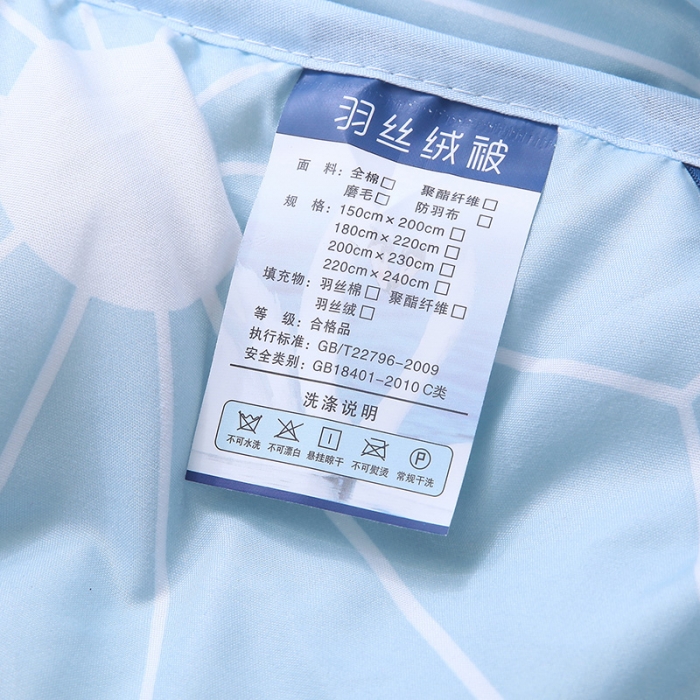 羽丝绒被
面 料：全棉□ 聚酯纤维□
磨毛□ 防羽布□
规 格：150cm×200cm□
180cm×220cm□
200cm×230cm□
220cm×240cm□
填充物：羽丝棉□ 聚酯纤维□
羽丝绒□
等 级：合格品
执行标准：GB/T22796-2009
安全类别：GB18401-2010 C类
洗涤说明
P
不可水洗 不可漂白 悬挂晾干 不可熨烫 常规干洗